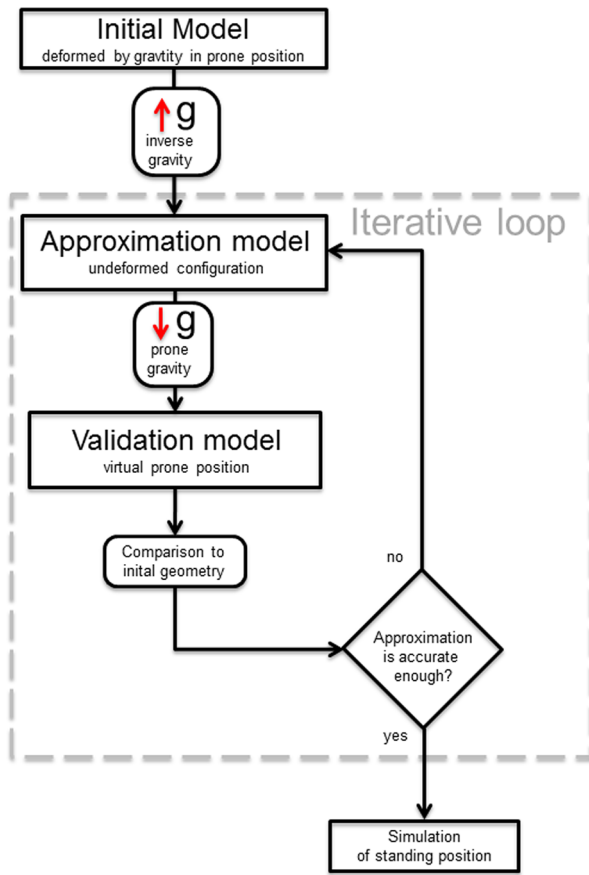 Initial Model
deformed by gravtity in prone position
g
inverse
gravity
Iterative loop
Approximation model
undeformed configuration
g
prone
gravity
Validation model
virtual prone position
Comparison to
inital geometry
no
Approximation
is accurate
enough?
yes
Simulation
of standing position